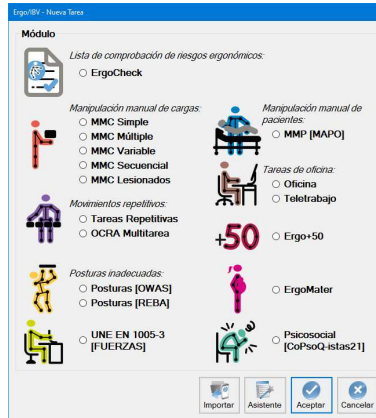 Ergo/IBV - Nueva Tarea
Módulo
Lista de comprobación de riesgos ergonómicos:
ErgoCheck
Manipulación manual de cargas:
MMC Simple
MMC Múltiple
MMC Variable
MMC Secuencial
MMC Lesionados
Manipulación manual de
pacientes:
MMP [MAPO]
Tareas de oficina:
Oficina
Teletrabajo
Movimientos repetitivos:
Tareas Repetitivas
OCRA Multitarea
+50
Ergo+50
Posturas inadecuadas:
Posturas [OWAS]
Posturas [REBA]
ErgoMater
UNE EN 1005-3
[FUERZAS]
Psicosocial
[CoPsoQ-istas21]
Importar
Asistente
Aceptar
Cancelar